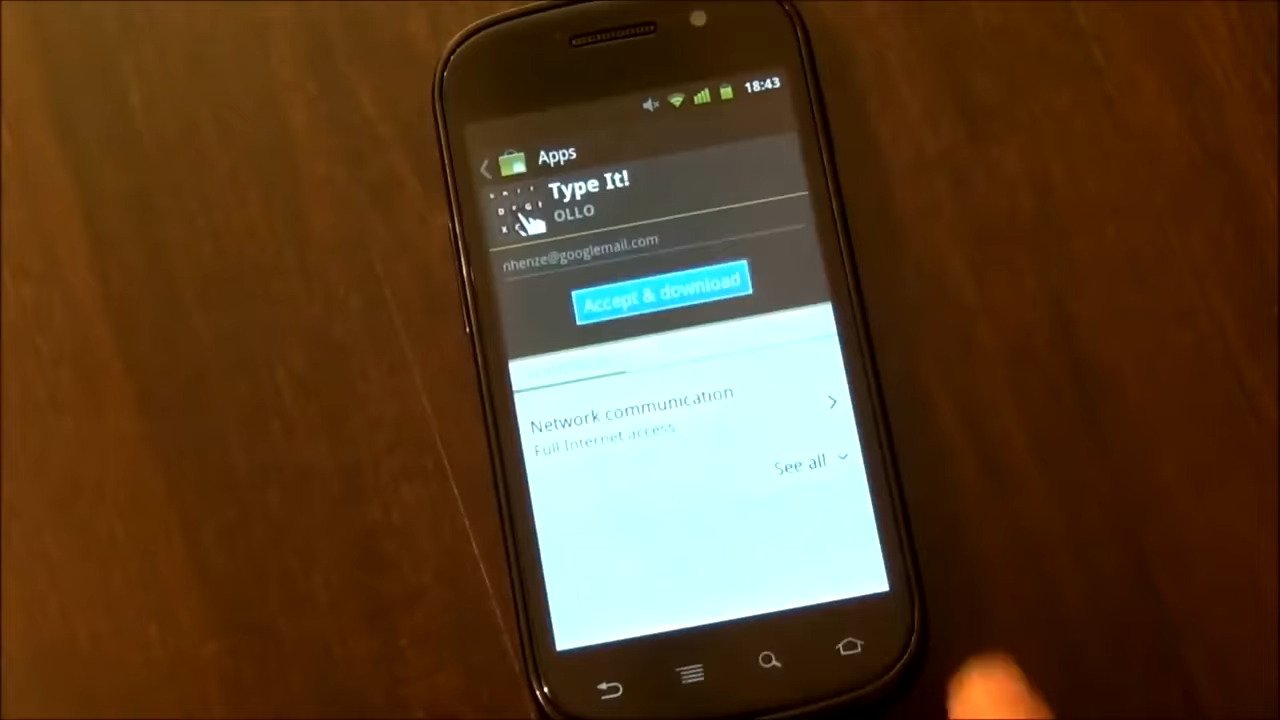 18:43
Apps
Type It!
OLLO
nhenze@googlemail.com
Accept & download
Network communication
Full Internet access
See all